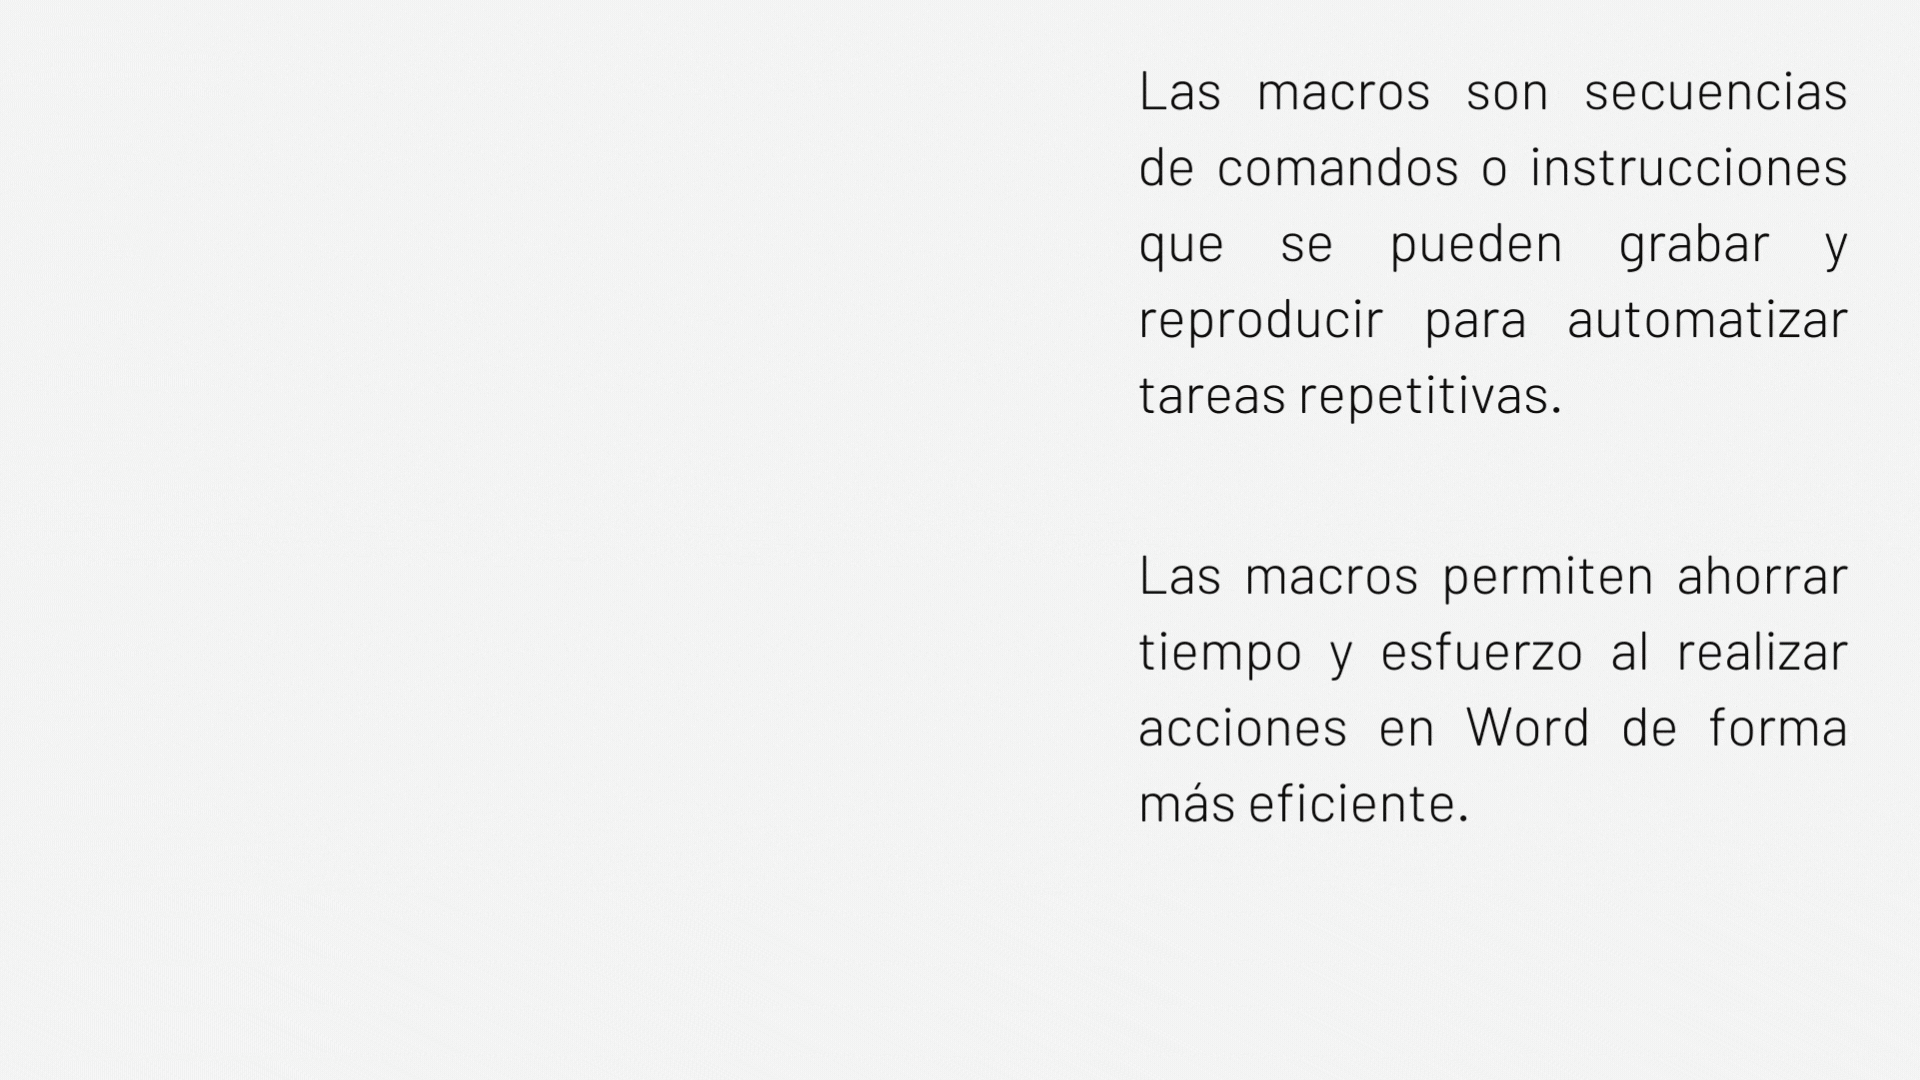 Las macros son secuencias
de comandos o instrucciones
que se pueden grabar y
reproducir para automatizar
tareas repetitivas.
Las macros permiten ahorrar
tiempo y esfuerzo al realizar
acciones en Word de forma
más eficiente.